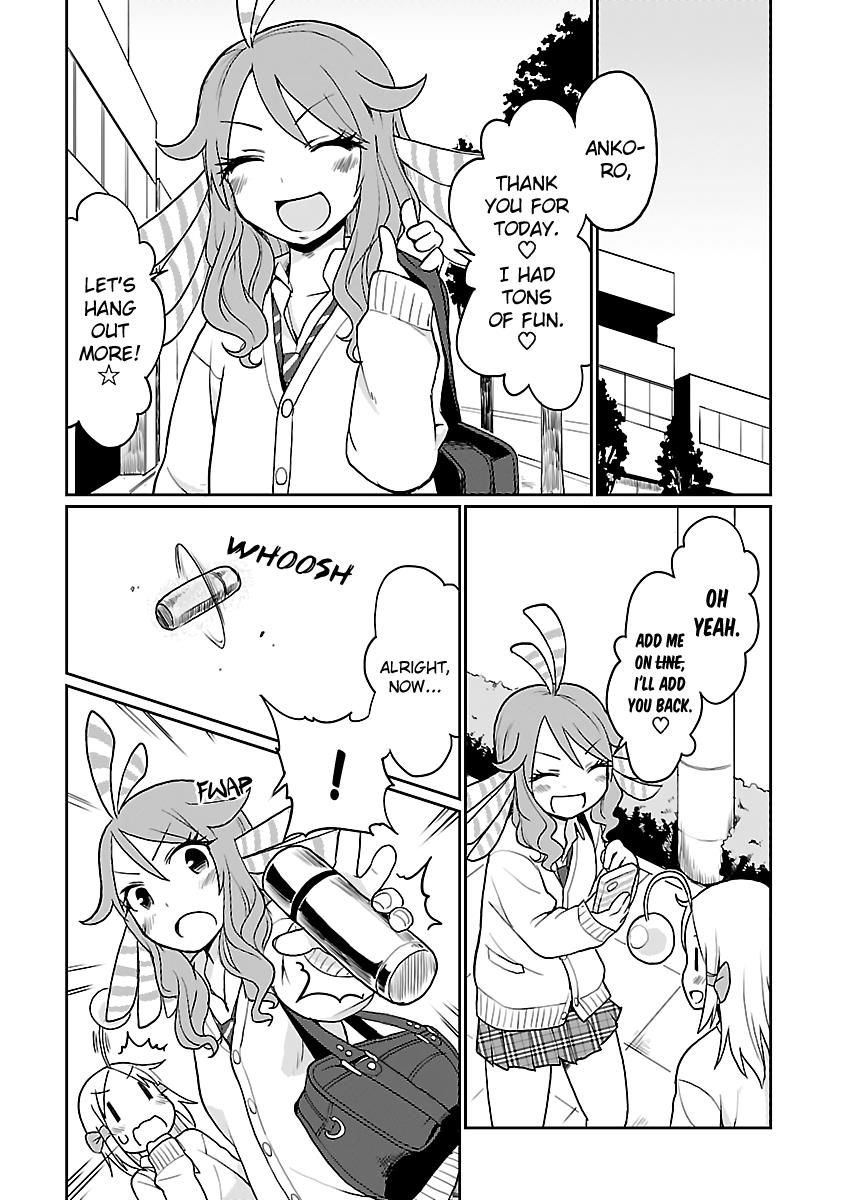 ANKO-
RO,
THANK
YOU FOR
TODAY.
♡
I HAD
TONS
OF FUN.
♡
LET'S
HANG
OUT
MORE!
☆
OH
YEAH.
ADD ME
ON LINE,
I'LL ADD
YOU BACK.
♡
WHOOSH
ALRIGHT,
NOW...
!
FWAP